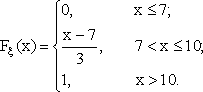 F_ξ(x) = { 0, x ≤ 7;
(x − 7)/3, 7 < x ≤ 10,
1, x > 10.